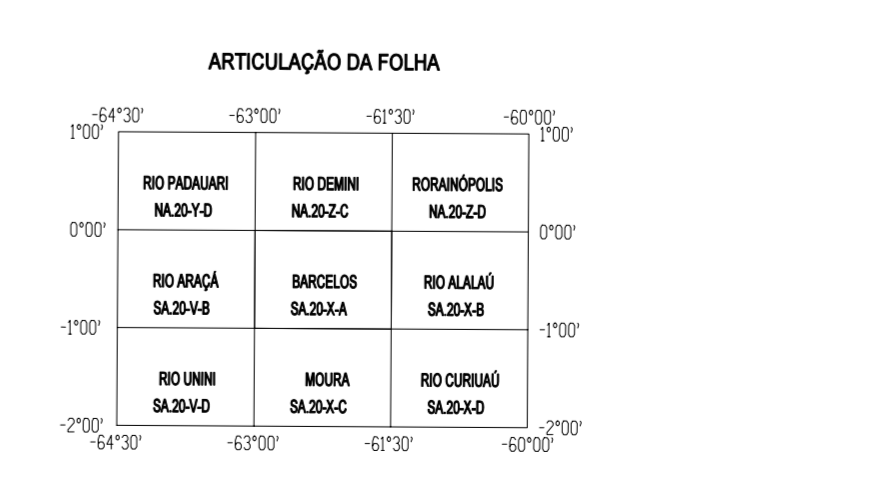 ARTICULAÇÃO DA FOLHA
-64°30' -63°00' -61°30' -60°00'
1°00' 1°00'
RIO PADAUARI RIO DEMINI RORAINÓPOLIS
NA.20-Y-D NA.20-Z-C NA.20-Z-D
0°00' 0°00'
RIO ARAÇÁ BARCELOS RIO ALALAÚ
SA.20-V-B SA.20-X-A SA.20-X-B
-1°00' -1°00'
RIO UNINI MOURA RIO CURIUAÚ
SA.20-V-D SA.20-X-C SA.20-X-D
-2°00' -2°00'
-64°30' -63°00' -61°30' -60°00'